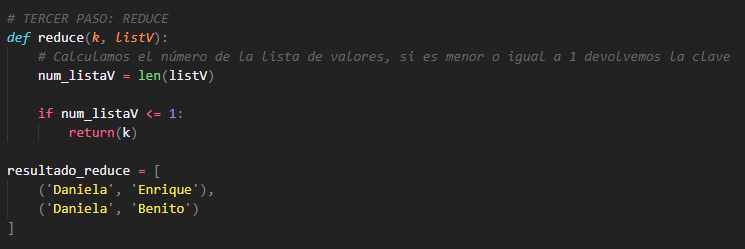 # TERCER PASO: REDUCE
def reduce(k, listV):
# Calculamos el número de la lista de valores, si es menor o igual a 1 devolvemos la clave
num_listaV = len(listV)
if num_listaV <= 1:
return(k)
resultado_reduce = [
('Daniela', 'Enrique'),
('Daniela', 'Benito')
]